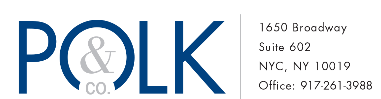 POLK
& CO.
1650 Broadway
Suite 602
NYC, NY 10019
Office: 917-261-3988